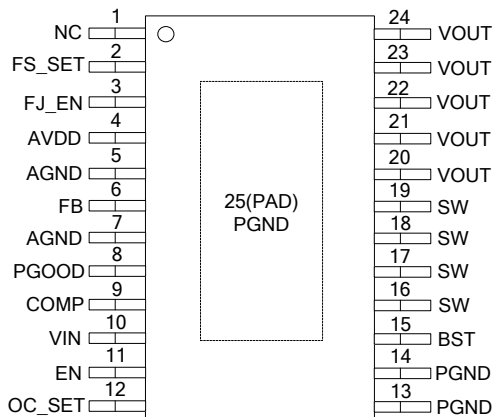 1
NC
2
FS_SET
3
FJ_EN
4
AVDD
5
AGND
6
FB
7
AGND
8
PGOOD
9
COMP
10
VIN
11
EN
12
OC_SET
25(PAD)
PGND
24
VOUT
23
VOUT
22
VOUT
21
VOUT
20
VOUT
19
SW
18
SW
17
SW
16
SW
15
BST
14
PGND
13
PGND